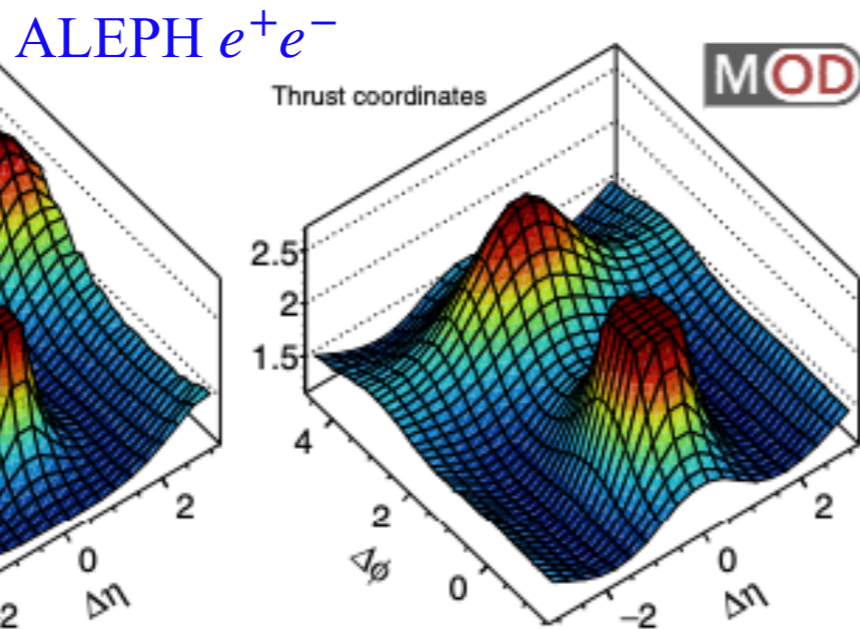 ALEPH e⁺e⁻
Thrust coordinates
MOD
2.5
2
1.5
4
2
0
Δφ
−2
0
2
Δη
2
0
2
Δη